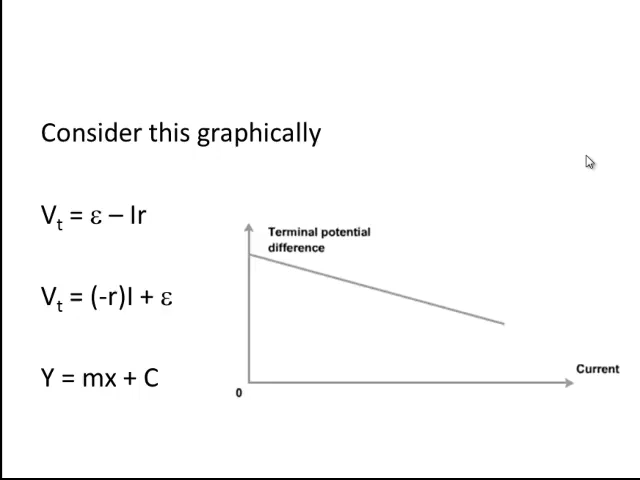 Consider this graphically
Vₜ = ε – Ir
Vₜ = (-r)I + ε
Y = mx + C
Terminal potential
difference
Current
0